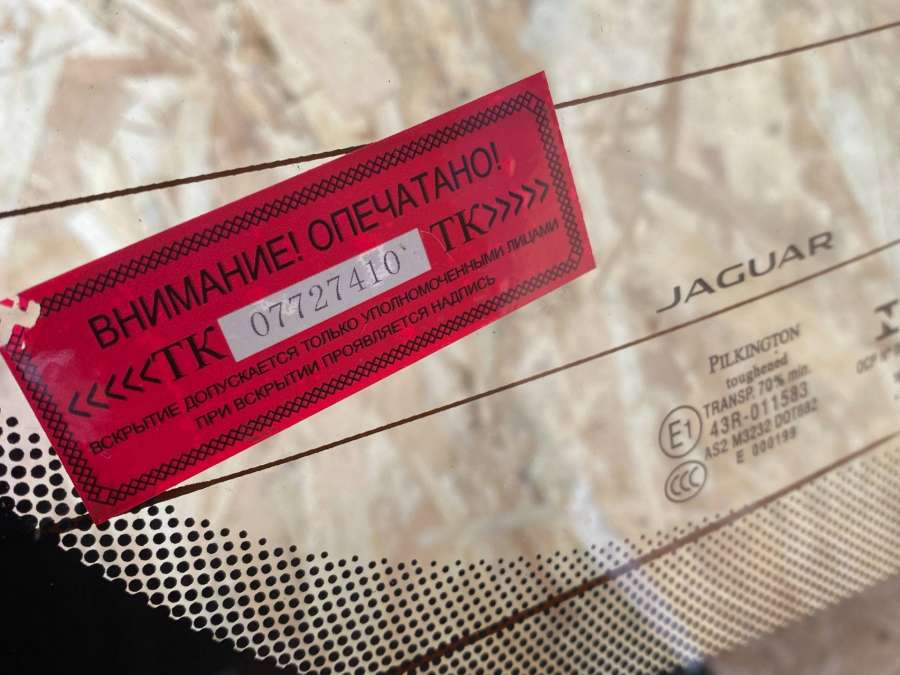 ВНИМАНИЕ! ОПЕЧАТАНО!
<<<<<ТК 07727410 ТК>>>>>
ВСКРЫТИЕ ДОПУСКАЕТСЯ ТОЛЬКО УПОЛНОМОЧЕННЫМИ ЛИЦАМИ
ПРИ ВСКРЫТИИ ПРОЯВЛЯЕТСЯ НАДПИСЬ
JAGUAR
PILKINGTON
toughened
TRANSP. 70% min.
E1 43R-011583
AS2 M3232 DOT682
E 000199
CCC